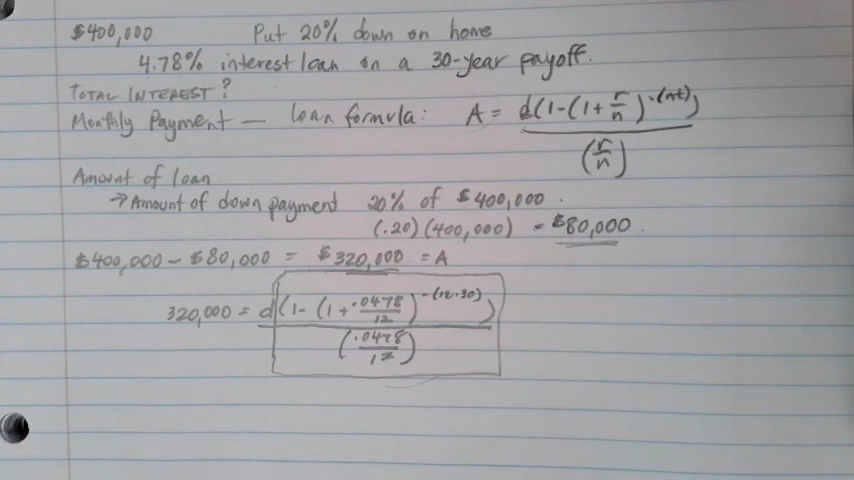 $400,000 Put 20% down on home
4.78% interest loan on a 30-year payoff.
TOTAL INTEREST?
Monthly Payment — loan formula: A = d(1-(1+r/n)^-(nt)) / (r/n)
Amount of loan
→ Amount of down payment 20% of $400,000.
(.20)(400,000) = $80,000
$400,000 - $80,000 = $320,000 = A
320,000 = d(1-(1+.0478/12)^-(12·30)) / (.0478/12)